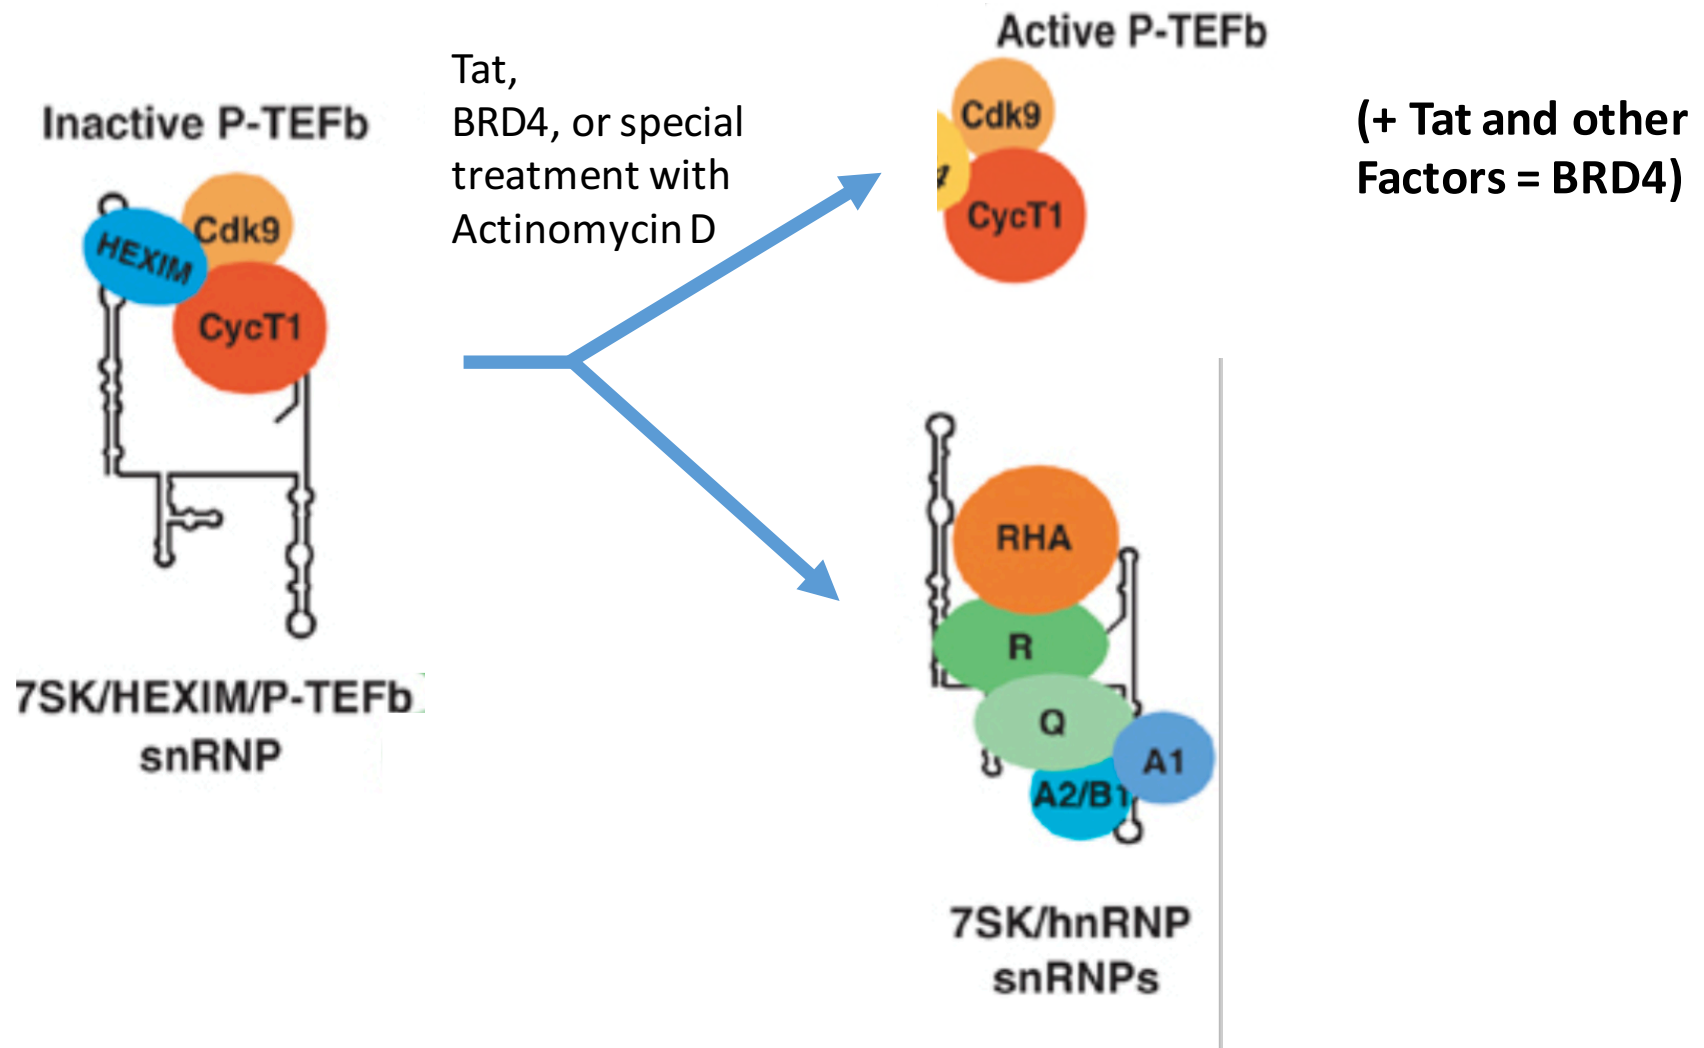 Active P-TEFb
Tat,
BRD4, or special
treatment with
Actinomycin D
Inactive P-TEFb
Cdk9
HEXIM
CycT1
7SK/HEXIM/P-TEFb
snRNP
Cdk9
4
CycT1
(+ Tat and other
Factors = BRD4)
RHA
R
Q
A1
A2/B1
7SK/hnRNP
snRNPs